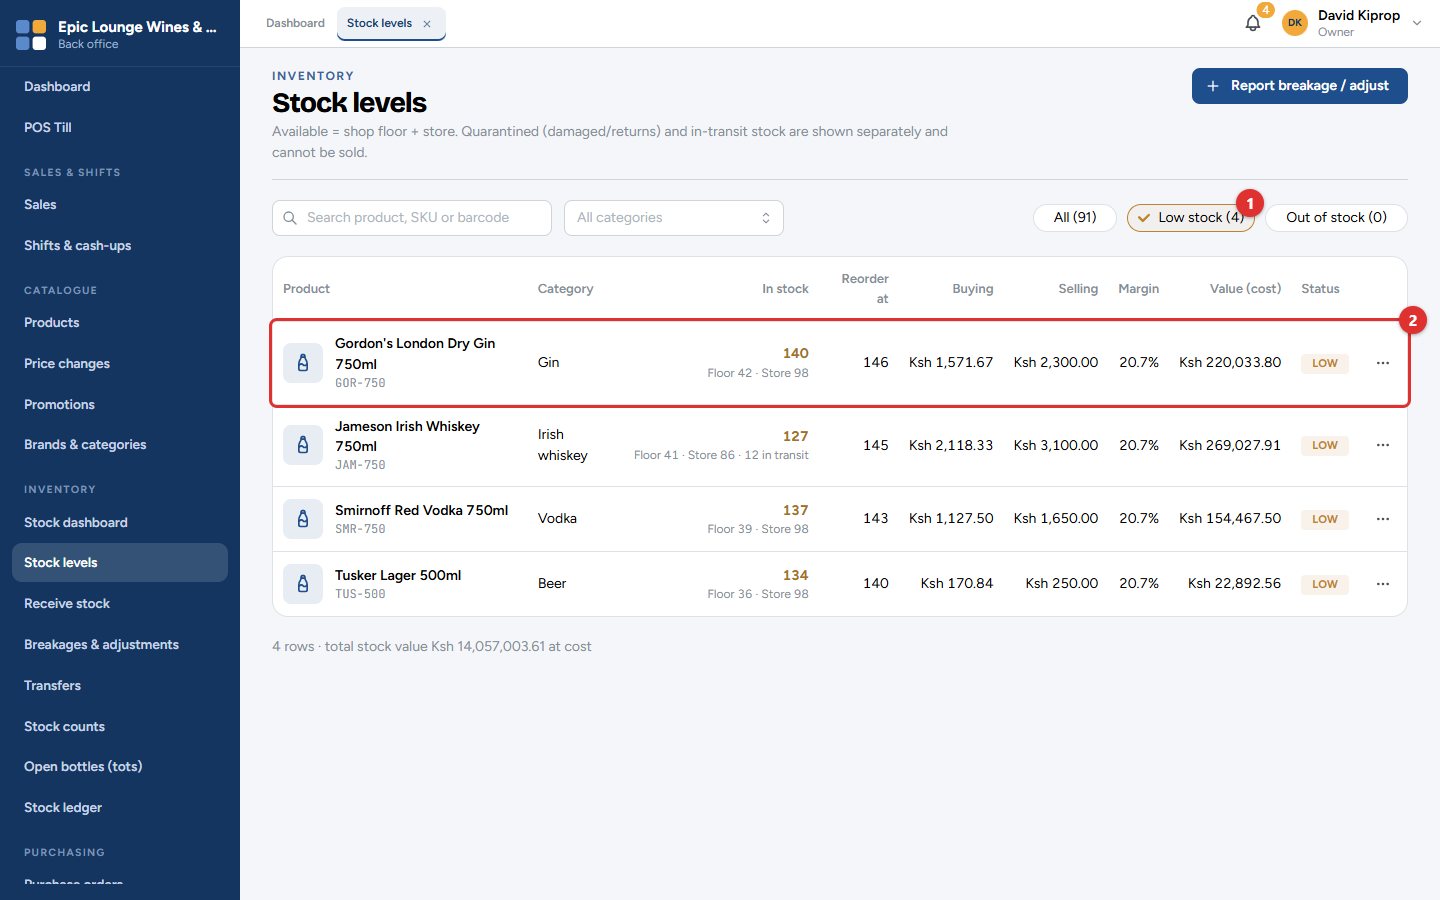 Epic Lounge Wines & ...
Back office
Dashboard
POS Till
SALES & SHIFTS
Sales
Shifts & cash-ups
CATALOGUE
Products
Price changes
Promotions
Brands & categories
INVENTORY
Stock dashboard
Stock levels
Receive stock
Breakages & adjustments
Transfers
Stock counts
Open bottles (tots)
Stock ledger
PURCHASING
Purchase orders
Dashboard
Stock levels ×
4
DK
David Kiprop
Owner
INVENTORY
Stock levels
Available = shop floor + store. Quarantined (damaged/returns) and in-transit stock are shown separately and
cannot be sold.
+ Report breakage / adjust
Search product, SKU or barcode
All categories
All (91)
Low stock (4)
1
Out of stock (0)
Product Category In stock Reorder at Buying Selling Margin Value (cost) Status
2
Gordon's London Dry Gin
750ml
GOR-750
Gin
140
Floor 42 · Store 98
146 Ksh 1,571.67 Ksh 2,300.00 20.7% Ksh 220,033.80 LOW ...
Jameson Irish Whiskey
750ml
JAM-750
Irish
whiskey
127
Floor 41 · Store 86 · 12 in transit
145 Ksh 2,118.33 Ksh 3,100.00 20.7% Ksh 269,027.91 LOW ...
Smirnoff Red Vodka 750ml
SMR-750
Vodka
137
Floor 39 · Store 98
143 Ksh 1,127.50 Ksh 1,650.00 20.7% Ksh 154,467.50 LOW ...
Tusker Lager 500ml
TUS-500
Beer
134
Floor 36 · Store 98
140 Ksh 170.84 Ksh 250.00 20.7% Ksh 22,892.56 LOW ...
4 rows · total stock value Ksh 14,057,003.61 at cost